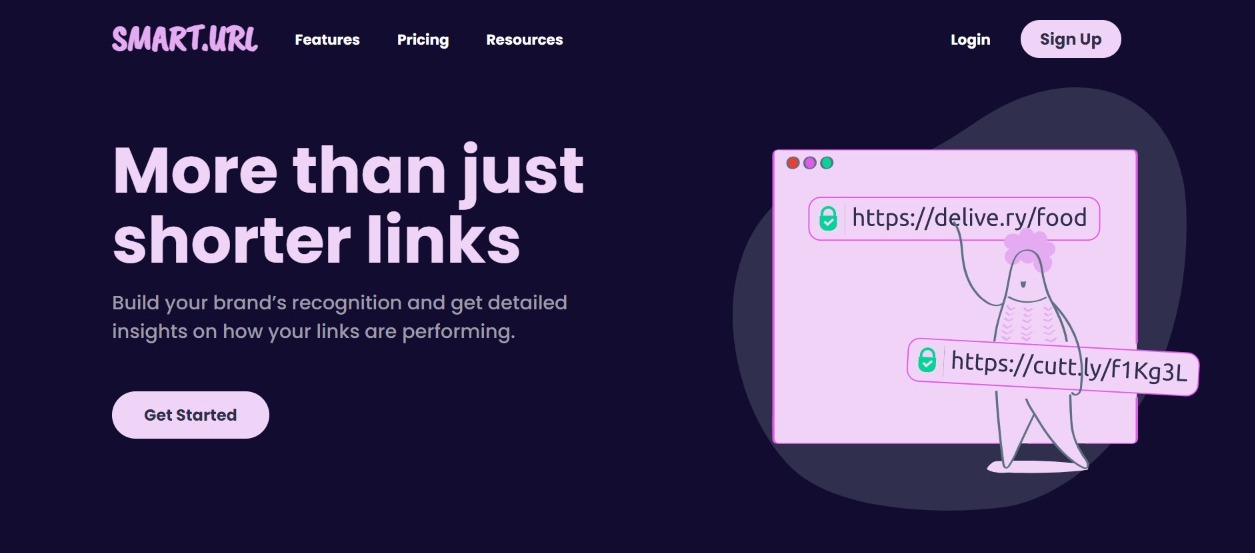 SMART.URL
Features
Pricing
Resources
Login
Sign Up
More than just
shorter links
Build your brand's recognition and get detailed
insights on how your links are performing.
Get Started
https://delive.ry/food
https://cutt.ly/f1Kg3L